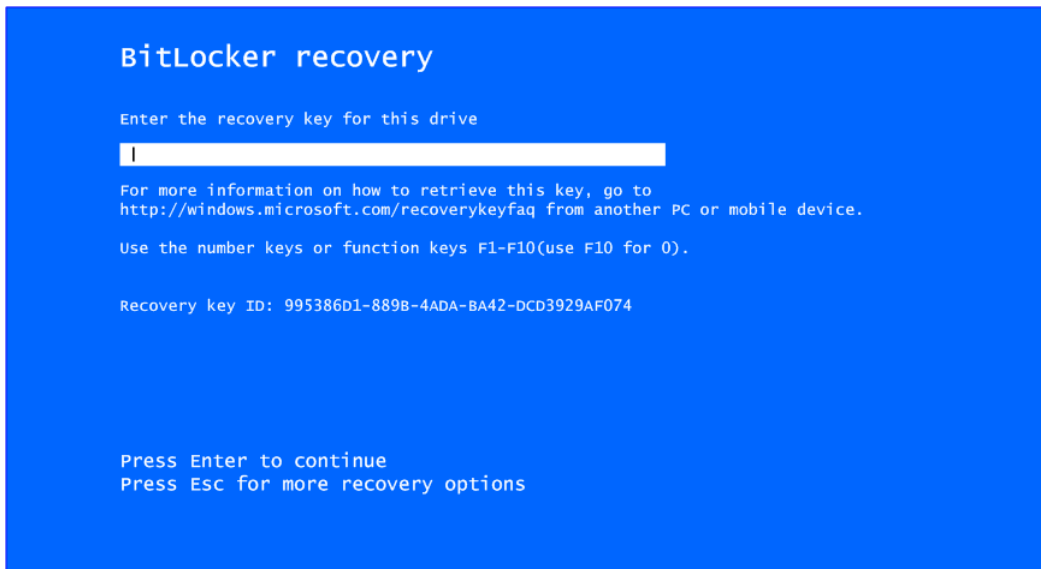 BitLocker recovery
Enter the recovery key for this drive
For more information on how to retrieve this key, go to
http://windows.microsoft.com/recoverykeyfaq from another PC or mobile device.
Use the number keys or function keys F1-F10(use F10 for 0).
Recovery key ID: 995386D1-889B-4ADA-BA42-DCD3929AF074
Press Enter to continue
Press Esc for more recovery options